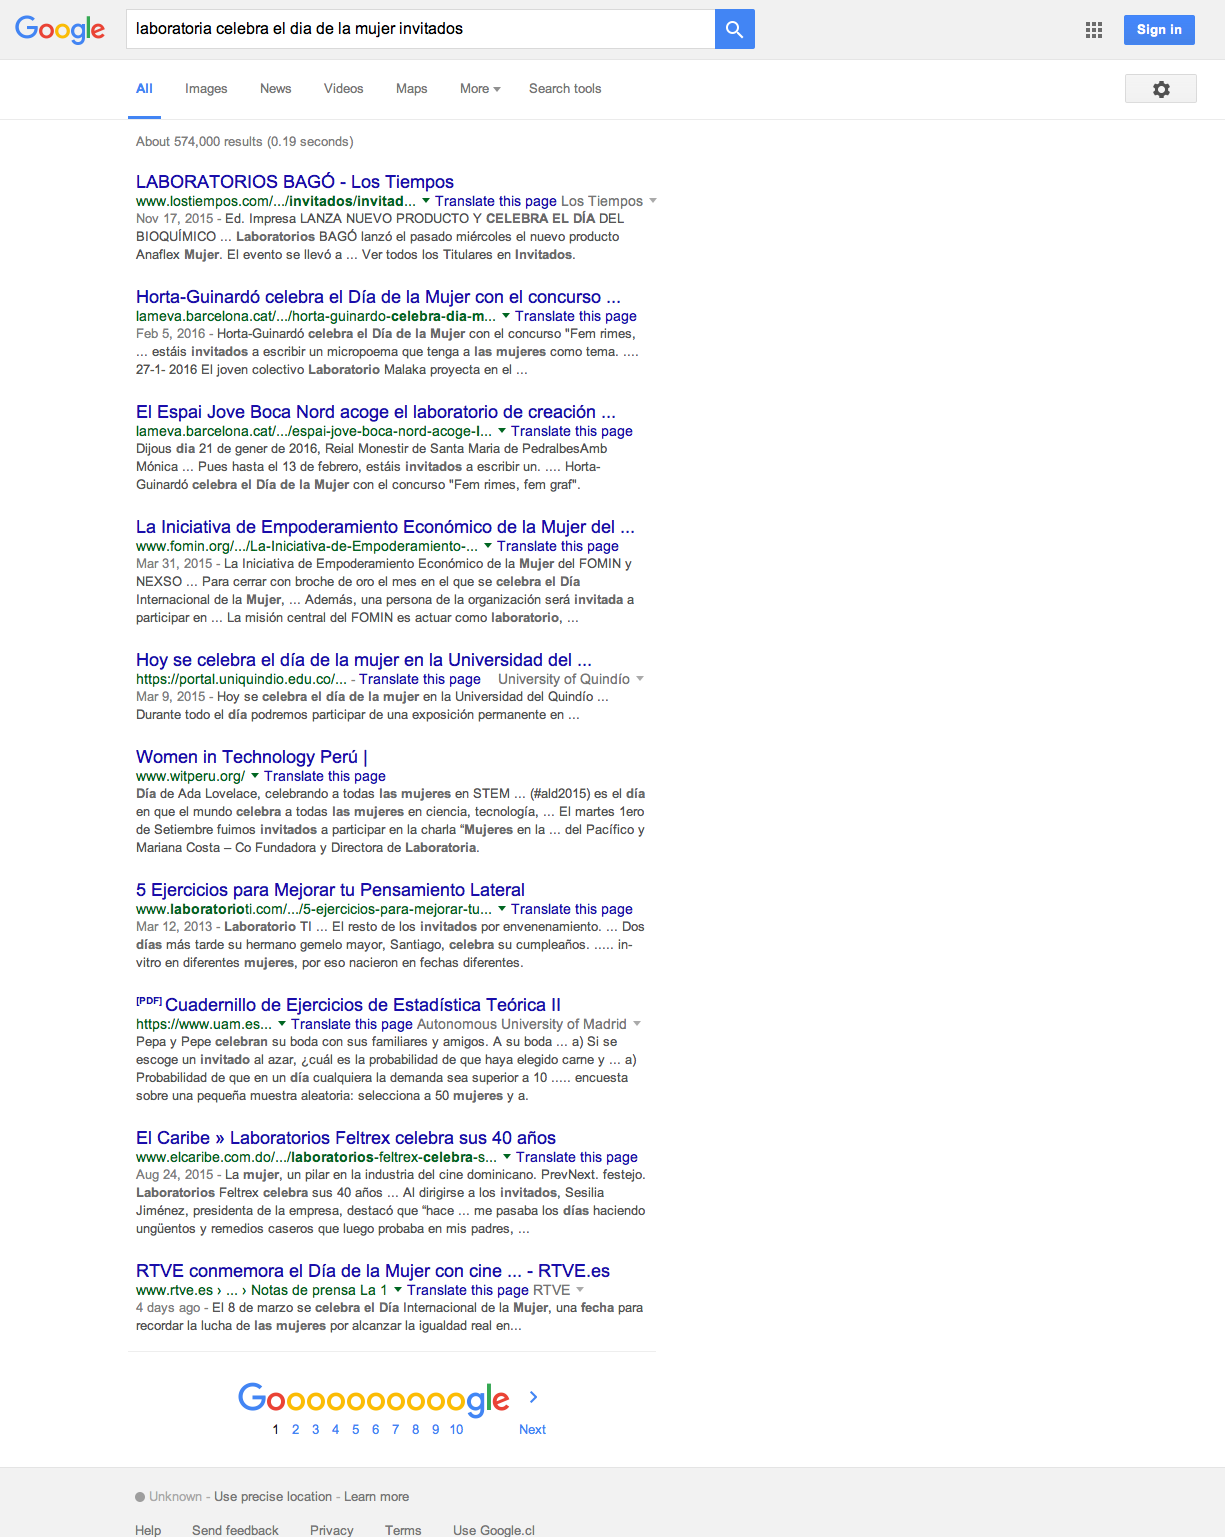 Google
laboratoria celebra el dia de la mujer invitados
Sign in
All Images News Videos Maps More Search tools
About 574,000 results (0.19 seconds)
LABORATORIOS BAGÓ - Los Tiempos
www.lostiempos.com/.../invitados/invitad... Translate this page Los Tiempos
Nov 17, 2015 - Ed. Impresa LANZA NUEVO PRODUCTO Y CELEBRA EL DÍA DEL
BIOQUÍMICO ... Laboratorios BAGÓ lanzó el pasado miércoles el nuevo producto
Anaflex Mujer. El evento se llevó a ... Ver todos los Titulares en Invitados.
Horta-Guinardó celebra el Día de la Mujer con el concurso ...
lameva.barcelona.cat/.../horta-guinardo-celebra-dia-m... Translate this page
Feb 5, 2016 - Horta-Guinardó celebra el Día de la Mujer con el concurso "Fem rimes,
... estáis invitados a escribir un micropoema que tenga a las mujeres como tema. ....
27-1- 2016 El joven colectivo Laboratorio Malaka proyecta en el ...
El Espai Jove Boca Nord acoge el laboratorio de creación ...
lameva.barcelona.cat/.../espai-jove-boca-nord-acoge-l... Translate this page
Dijous dia 21 de gener de 2016, Reial Monestir de Santa Maria de PedralbesAmb
Mónica ... Pues hasta el 13 de febrero, estáis invitados a escribir un. .... Horta-
Guinardó celebra el Día de la Mujer con el concurso "Fem rimes, fem graf".
La Iniciativa de Empoderamiento Económico de la Mujer del ...
www.fomin.org/.../La-Iniciativa-de-Empoderamiento-... Translate this page
Mar 31, 2015 - La Iniciativa de Empoderamiento Económico de la Mujer del FOMIN y
NEXSO ... Para cerrar con broche de oro el mes en el que se celebra el Día
Internacional de la Mujer, ... Además, una persona de la organización será invitada a
participar en ... La misión central del FOMIN es actuar como laboratorio, ...
Hoy se celebra el día de la mujer en la Universidad del ...
https://portal.uniquindio.edu.co/... - Translate this page University of Quindío
Mar 9, 2015 - Hoy se celebra el día de la mujer en la Universidad del Quindío ...
Durante todo el día podremos participar de una exposición permanente en ...
Women in Technology Perú |
www.witperu.org/ Translate this page
Día de Ada Lovelace, celebrando a todas las mujeres en STEM ... (#ald2015) es el día
en que el mundo celebra a todas las mujeres en ciencia, tecnología, ... El martes 1ero
de Setiembre fuimos invitados a participar en la charla “Mujeres en la ... del Pacífico y
Mariana Costa – Co Fundadora y Directora de Laboratoria.
5 Ejercicios para Mejorar tu Pensamiento Lateral
www.laboratorioti.com/.../5-ejercicios-para-mejorar-tu... Translate this page
Mar 12, 2013 - Laboratorio TI ... El resto de los invitados por envenenamiento. ... Dos
días más tarde su hermano gemelo mayor, Santiago, celebra su cumpleaños. ..... in-
vitro en diferentes mujeres, por eso nacieron en fechas diferentes.
[PDF] Cuadernillo de Ejercicios de Estadística Teórica II
https://www.uam.es... Translate this page Autonomous University of Madrid
Pepa y Pepe celebran su boda con sus familiares y amigos. A su boda ... a) Si se
escoge un invitado al azar, ¿cuál es la probabilidad de que haya elegido carne y ... a)
Probabilidad de que en un día cualquiera la demanda sea superior a 10 ..... encuesta
sobre una pequeña muestra aleatoria: selecciona a 50 mujeres y a.
El Caribe » Laboratorios Feltrex celebra sus 40 años
www.elcaribe.com.do/.../laboratorios-feltrex-celebra-s... Translate this page
Aug 24, 2015 - La mujer, un pilar en la industria del cine dominicano. PrevNext. festejo.
Laboratorios Feltrex celebra sus 40 años ... Al dirigirse a los invitados, Sesilia
Jiménez, presidenta de la empresa, destacó que “hace ... me pasaba los días haciendo
ungüentos y remedios caseros que luego probaba en mis padres, ...
RTVE conmemora el Día de la Mujer con cine ... - RTVE.es
www.rtve.es › ... › Notas de prensa La 1 Translate this page RTVE
4 days ago - El 8 de marzo se celebra el Día Internacional de la Mujer, una fecha para
recordar la lucha de las mujeres por alcanzar la igualdad real en...
Goooooooooogle
1 2 3 4 5 6 7 8 9 10 Next
Unknown - Use precise location - Learn more
Help Send feedback Privacy Terms Use Google.cl